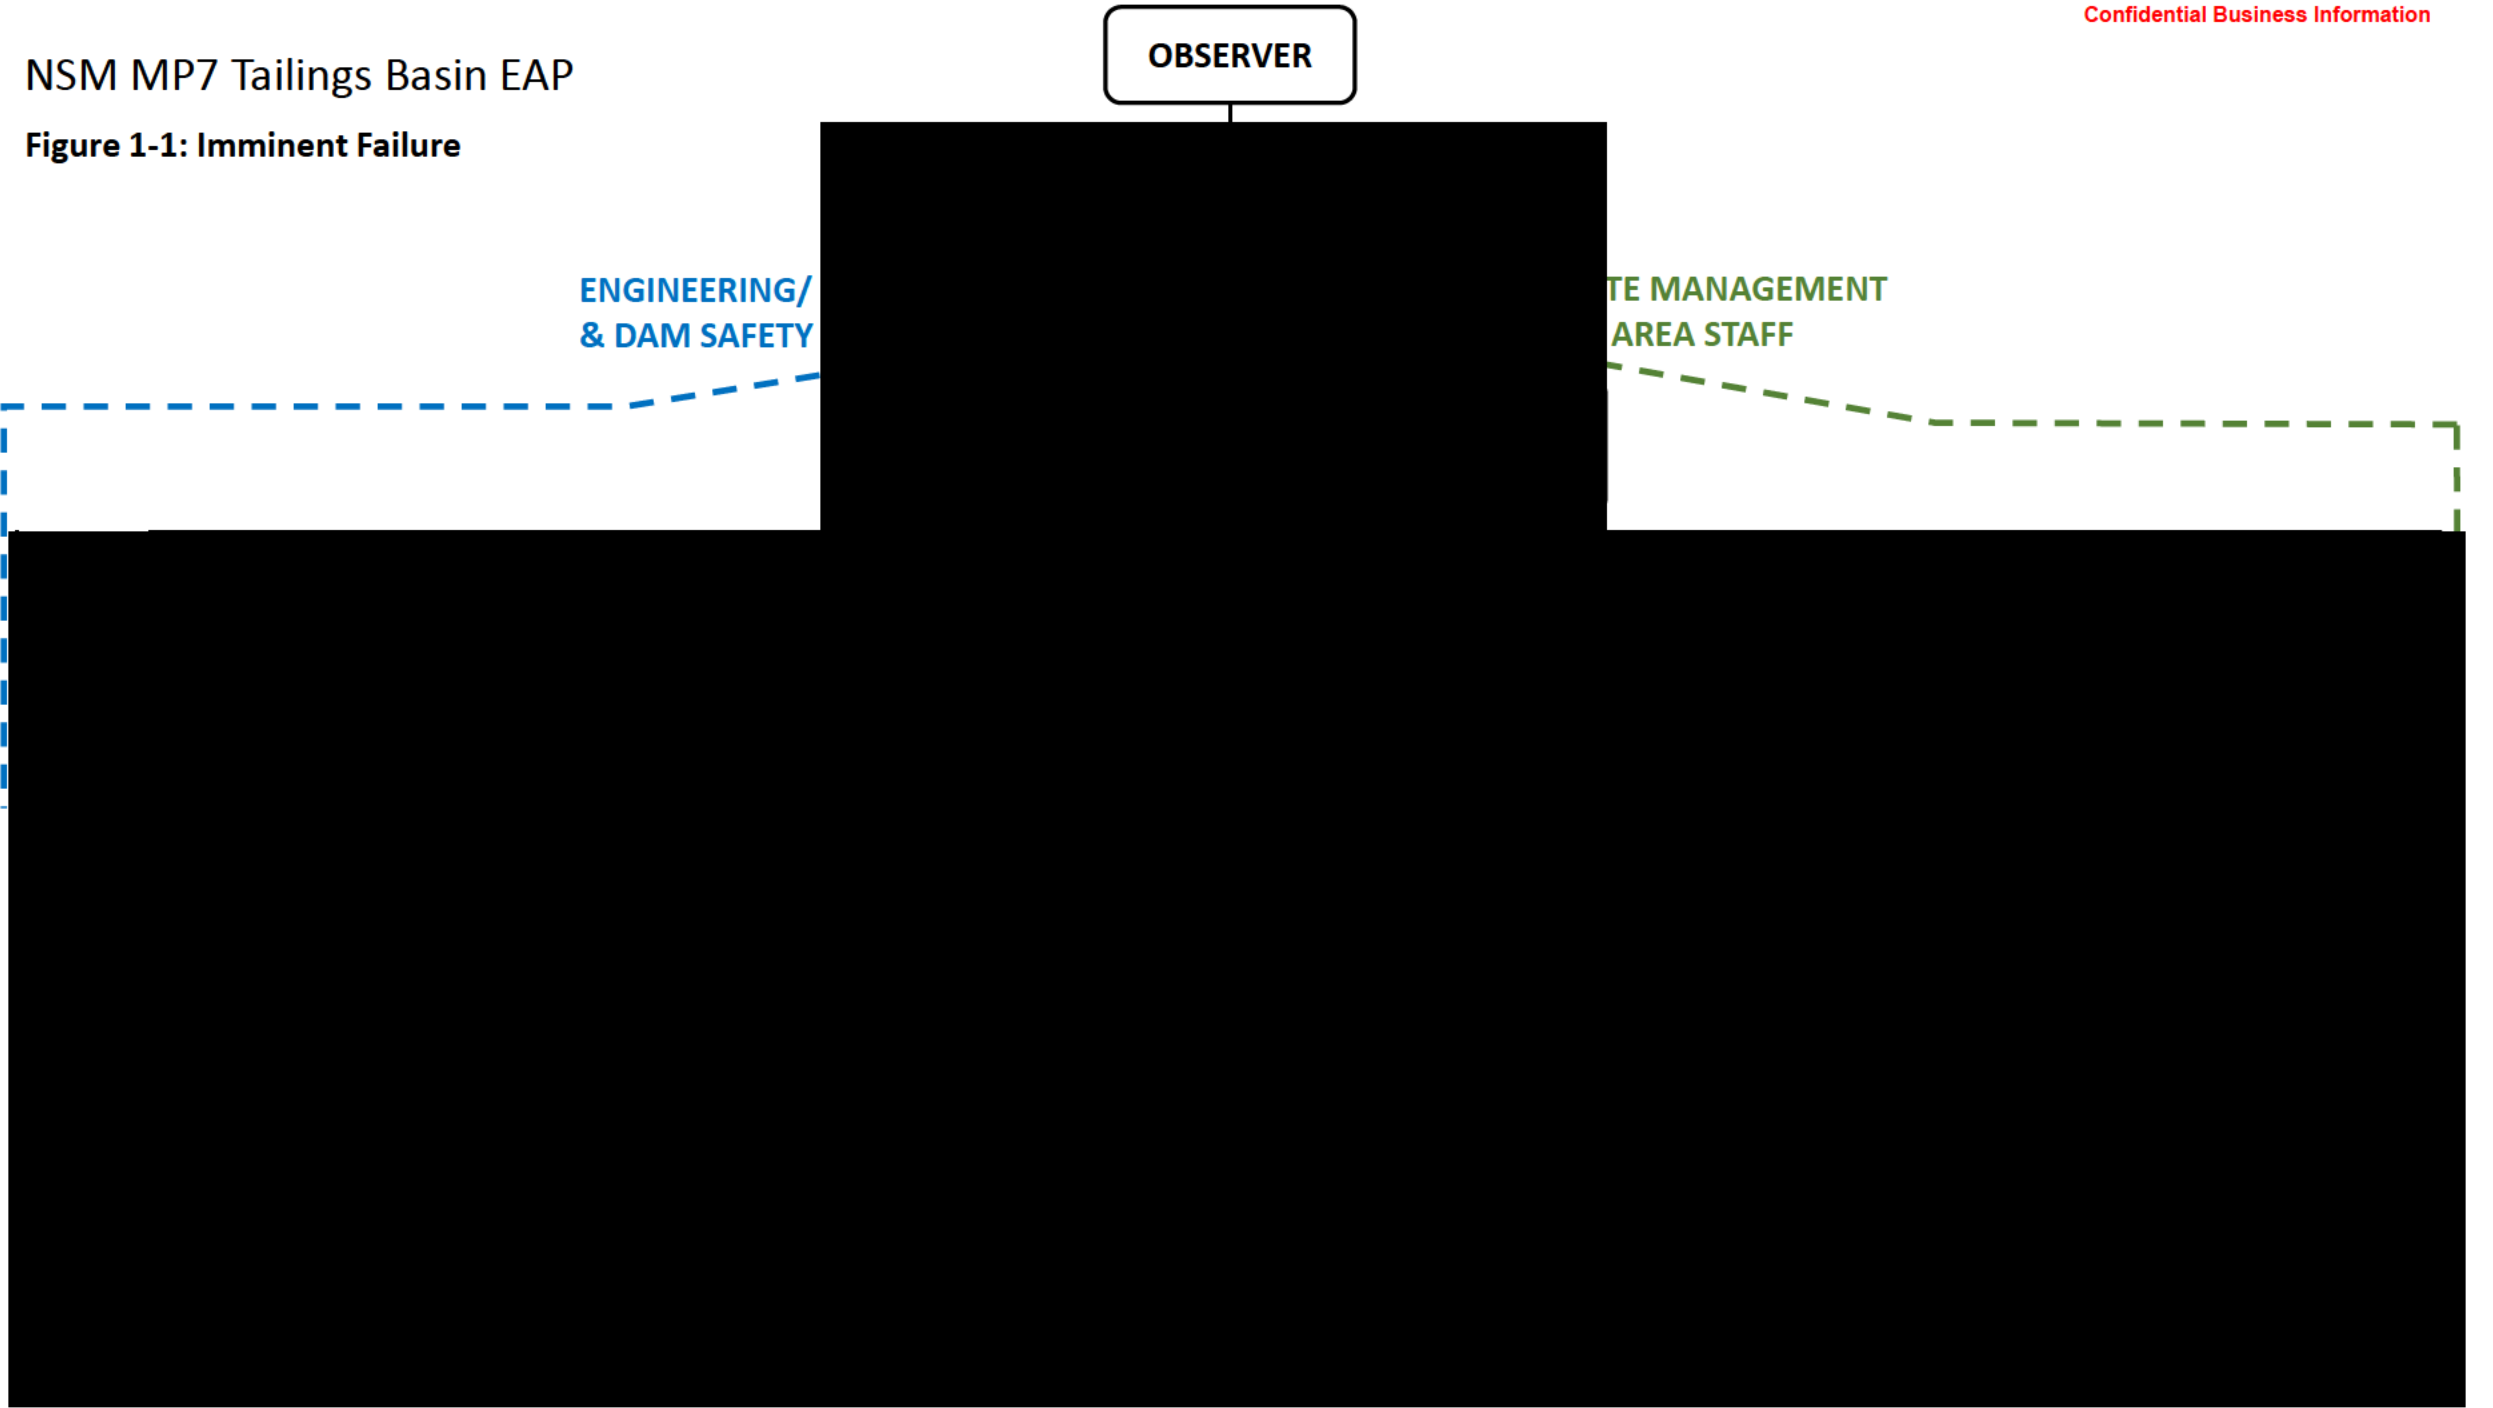 Confidential Business Information
OBSERVER
NSM MP7 Tailings Basin EAP
Figure 1-1: Imminent Failure
ENGINEERING/
& DAM SAFETY
TE MANAGEMENT
AREA STAFF